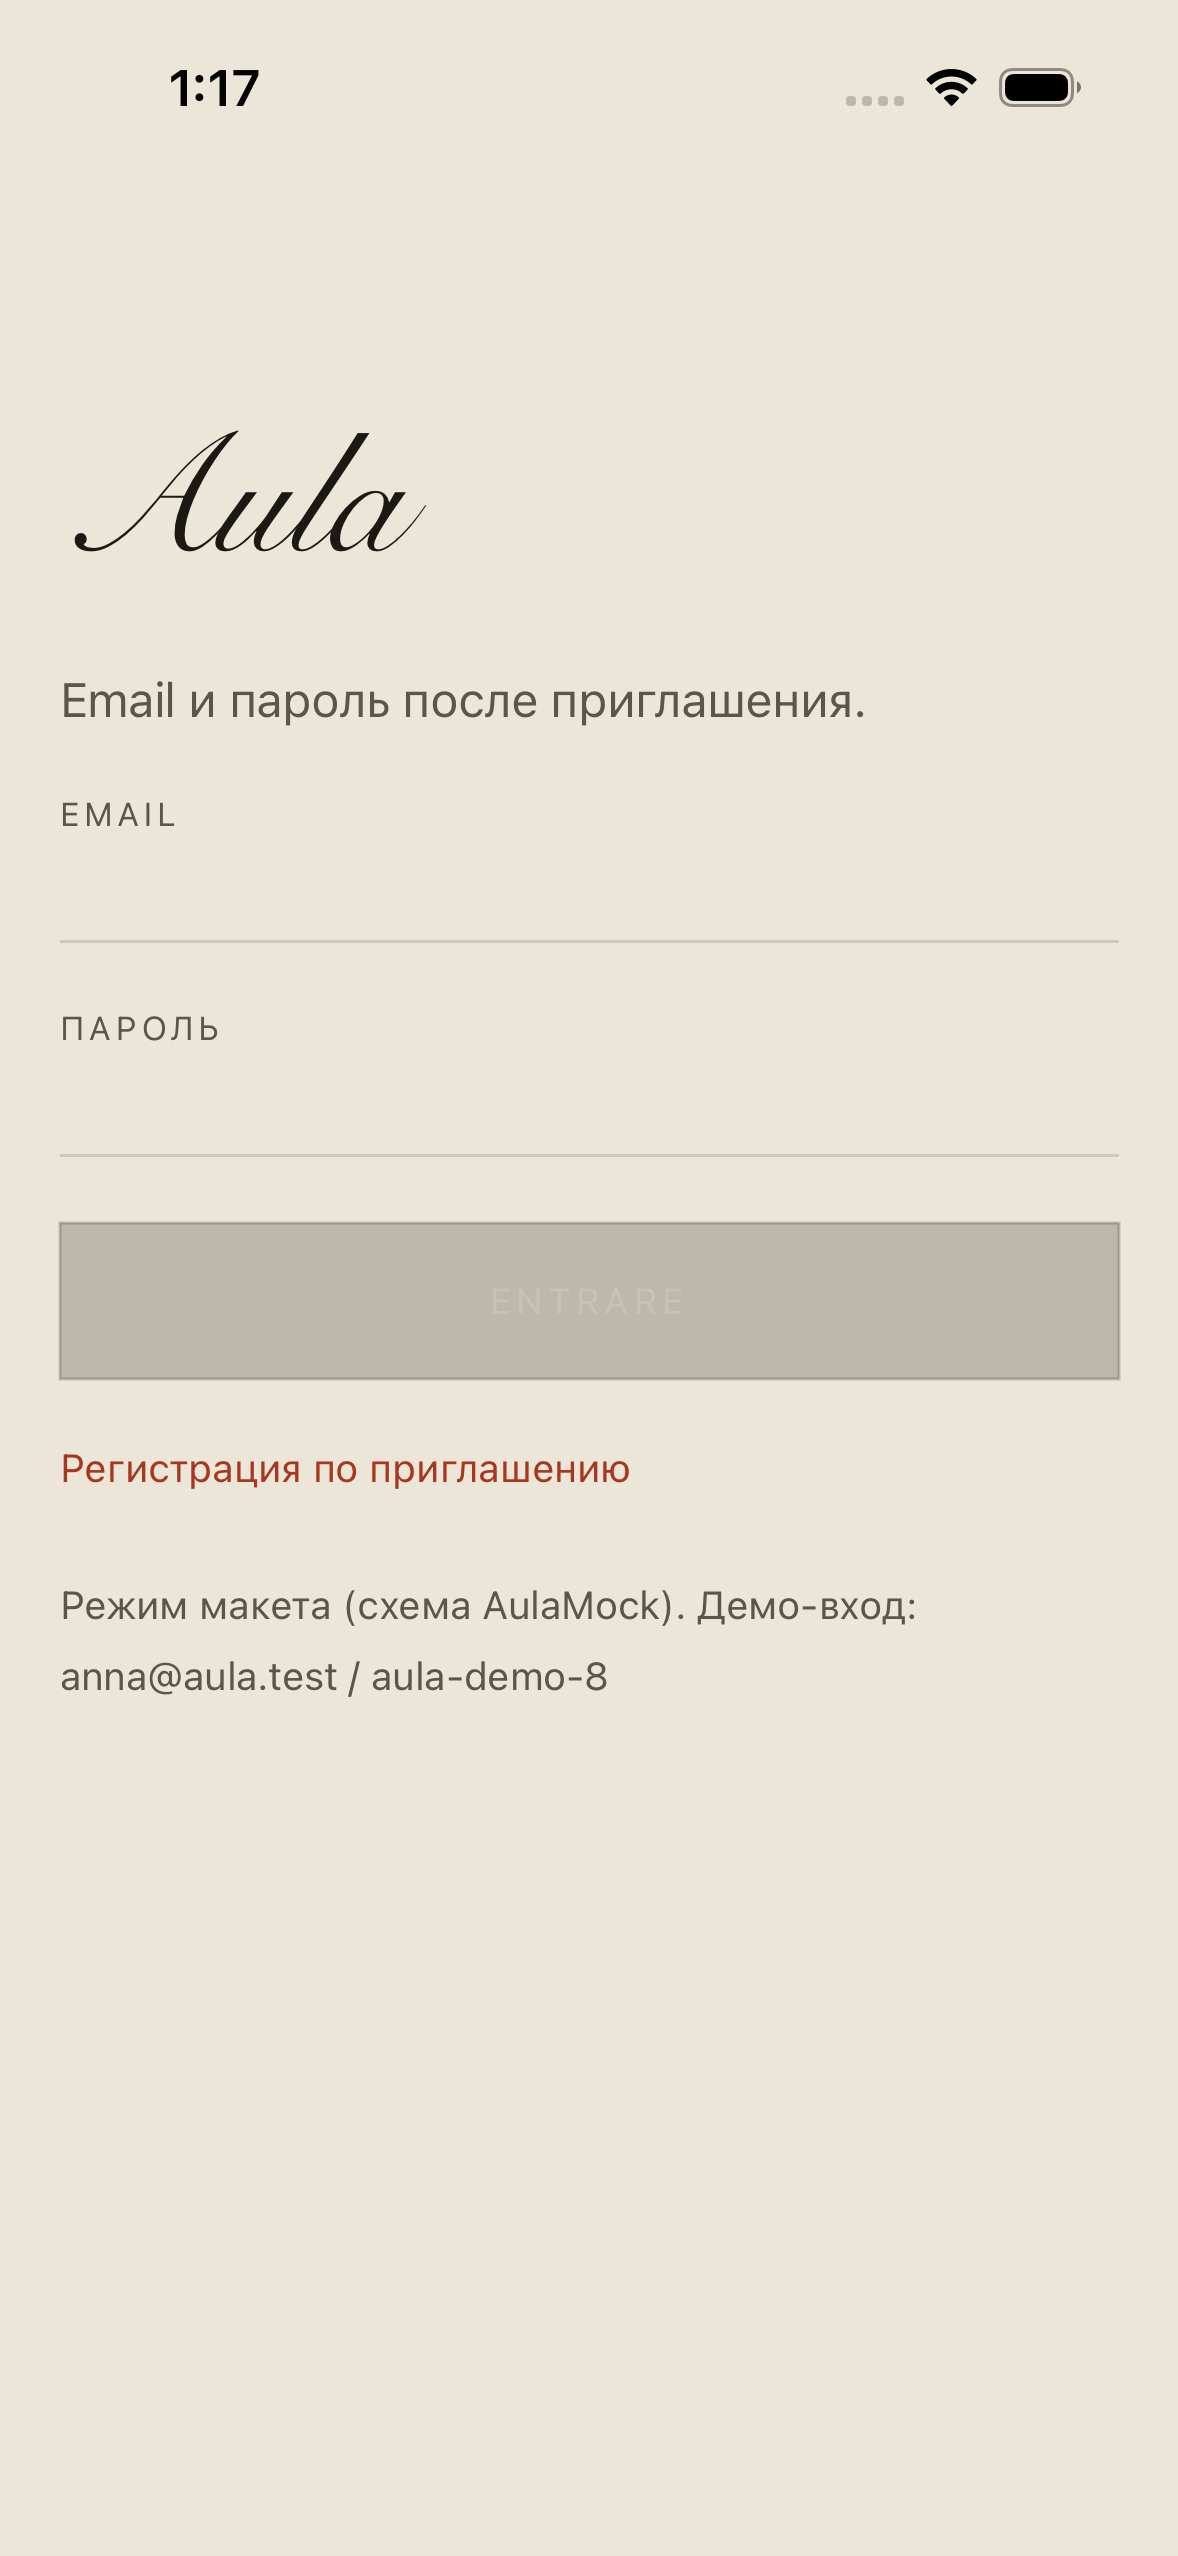 1:17
Aula
Email и пароль после приглашения.
EMAIL
ПАРОЛЬ
ENTRARE
Регистрация по приглашению
Режим макета (схема AulaMock). Демо-вход:
anna@aula.test / aula-demo-8